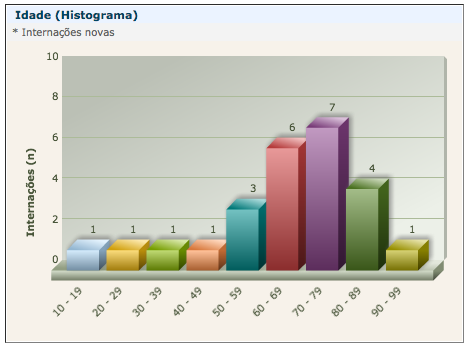 Idade (Histograma)
* Internações novas
Internações (n)
10
8
6
4
2
0
1
1
1
1
3
6
7
4
1
10 - 19
20 - 29
30 - 39
40 - 49
50 - 59
60 - 69
70 - 79
80 - 89
90 - 99